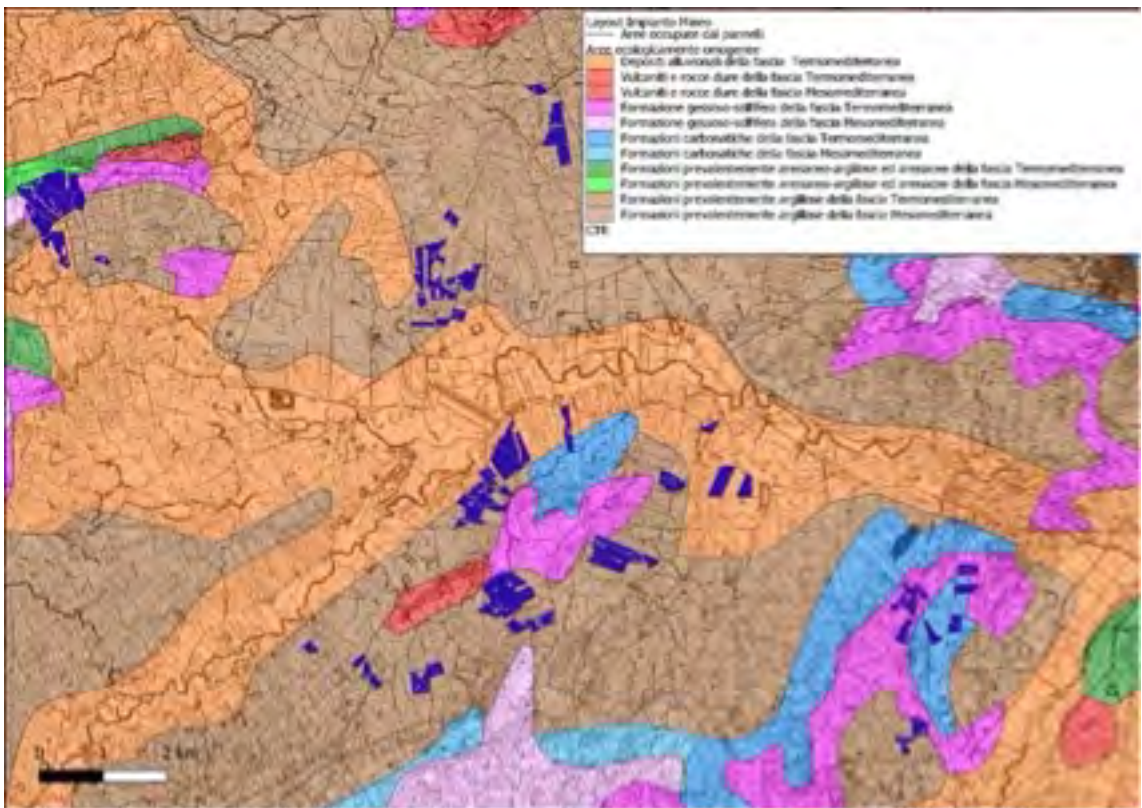 Layout Impianto
Aree occupate dai pannelli
Aree ecologicamente omogenee
Depositi alluvionali della fascia Termomediterranea
Vulcaniti e rocce dure della fascia Termomediterranea
Vulcaniti e rocce dure della fascia Mesomediterranea
Formazione gessoso-solfifera della fascia Termomediterranea
Formazione gessoso-solfifera della fascia Mesomediterranea
Formazioni carbonatiche della fascia Termomediterranea
Formazioni carbonatiche della fascia Mesomediterranea
Formazioni prevalentemente arenaceo-argillose ed arenacee della fascia Termomediterranea
Formazioni prevalentemente arenaceo-argillose ed arenacee della fascia Mesomediterranea
Formazioni prevalentemente argillose della fascia Termomediterranea
Formazioni prevalentemente argillose della fascia Mesomediterranea
CTR
0 1 2 km